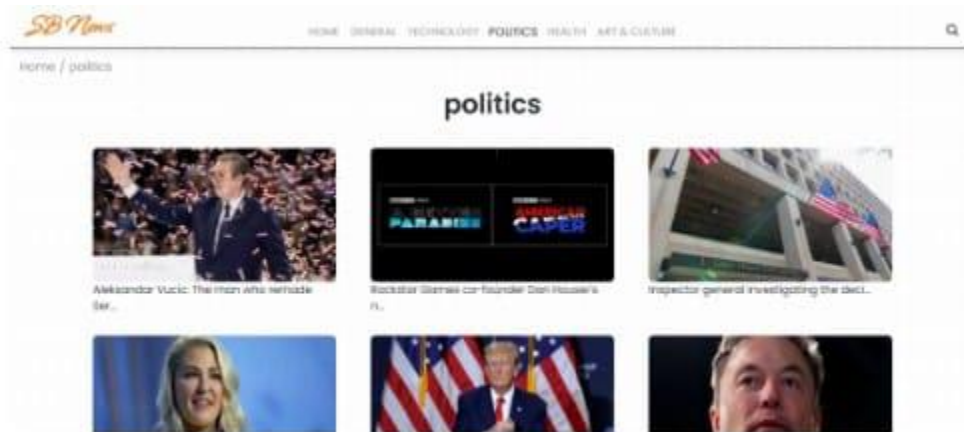 SB News
HOME GENERAL TECHNOLOGY POLITICS HEALTH ART & CULTURE
Home / politics
politics
PARADISE
AMERICAN
CAPER
Aleksandar Vucic: The man who remade
Ser...
Rockstar Games co-founder Dan Houser's
n...
Inspector general investigating the deci...